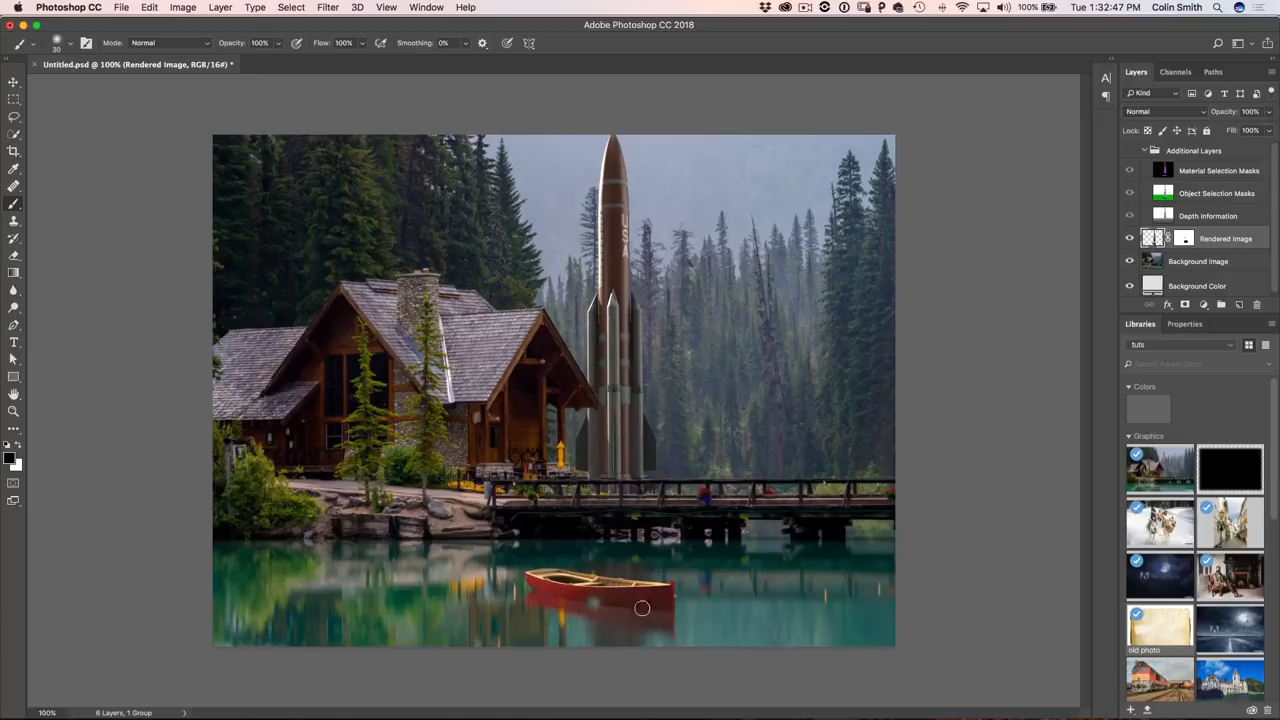 Photoshop CC File Edit Image Layer Type Select Filter 3D View Window Help 100% Tue 1:32:47 PM Colin Smith
Adobe Photoshop CC 2018
30 Mode: Normal Opacity: 100% Flow: 100% Smoothing: 0%
Untitled.psd @ 100% (Rendered Image, RGB/16#) *
Layers Channels Paths
Kind
Normal Opacity: 100%
Lock: Fill: 100%
Additional Layers
Material Selection Masks
Object Selection Masks
Depth Information
Rendered Image
Background Image
Background Color
Libraries Properties
tuts
Search Adobe Stock
Colors
Graphics
old photo
USA
100% 6 Layers, 1 Group